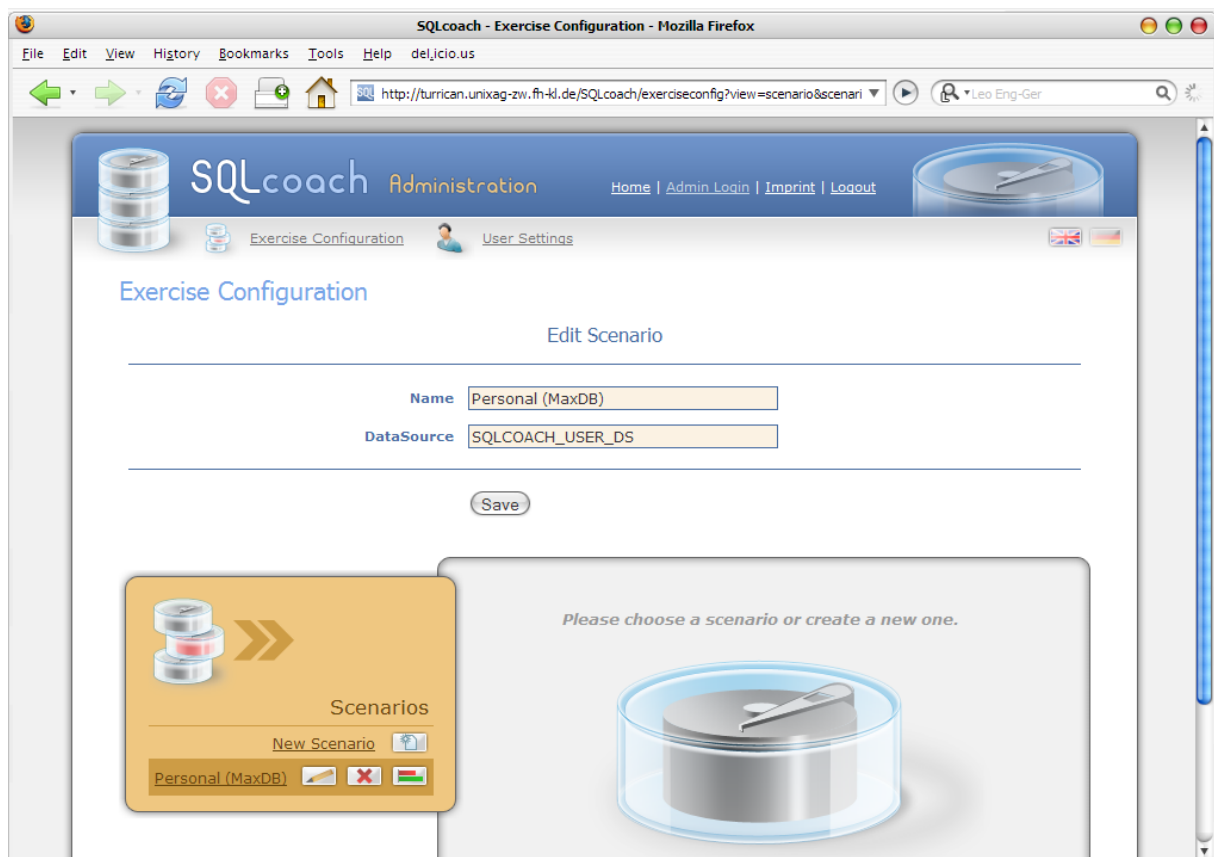 SQLcoach - Exercise Configuration - Mozilla Firefox
File Edit View History Bookmarks Tools Help del.icio.us
SQL http://turrican.unixag-zw.fh-kl.de/SQLcoach/exerciseconfig?view=scenario&scenari Leo Eng-Ger
SQLcoach Administration Home | Admin Login | Imprint | Logout
Exercise Configuration User Settings
Exercise Configuration
Edit Scenario
Name Personal (MaxDB)
DataSource SQLCOACH_USER_DS
Save
Please choose a scenario or create a new one.
Scenarios
New Scenario
Personal (MaxDB)